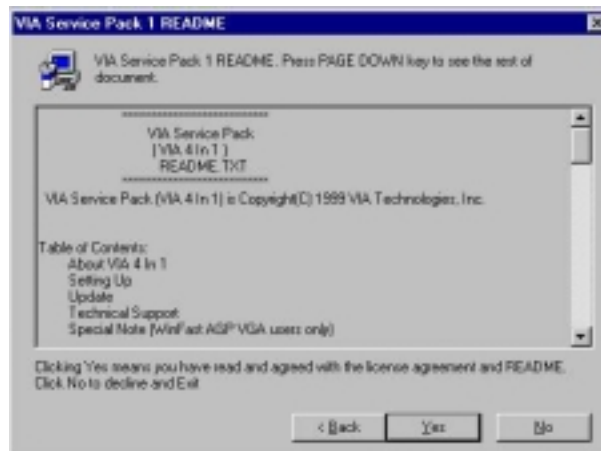 VIA Service Pack 1 README
VIA Service Pack 1 README. Press PAGE DOWN key to see the rest of
document.
==========================
VIA Service Pack
( VIA 4 In 1 )
README.TXT
==========================
VIA Service Pack (VIA 4 In 1) is Copyright(C) 1999 VIA Technologies, Inc.
Table of Contents:
About VIA 4 In 1
Setting Up
Update
Technical Support
Special Note (WinFast AGP VGA users only)
Clicking Yes means you have read and agreed with the license agreement and README.
Click No to decline and Exit
< Back
Yes
No